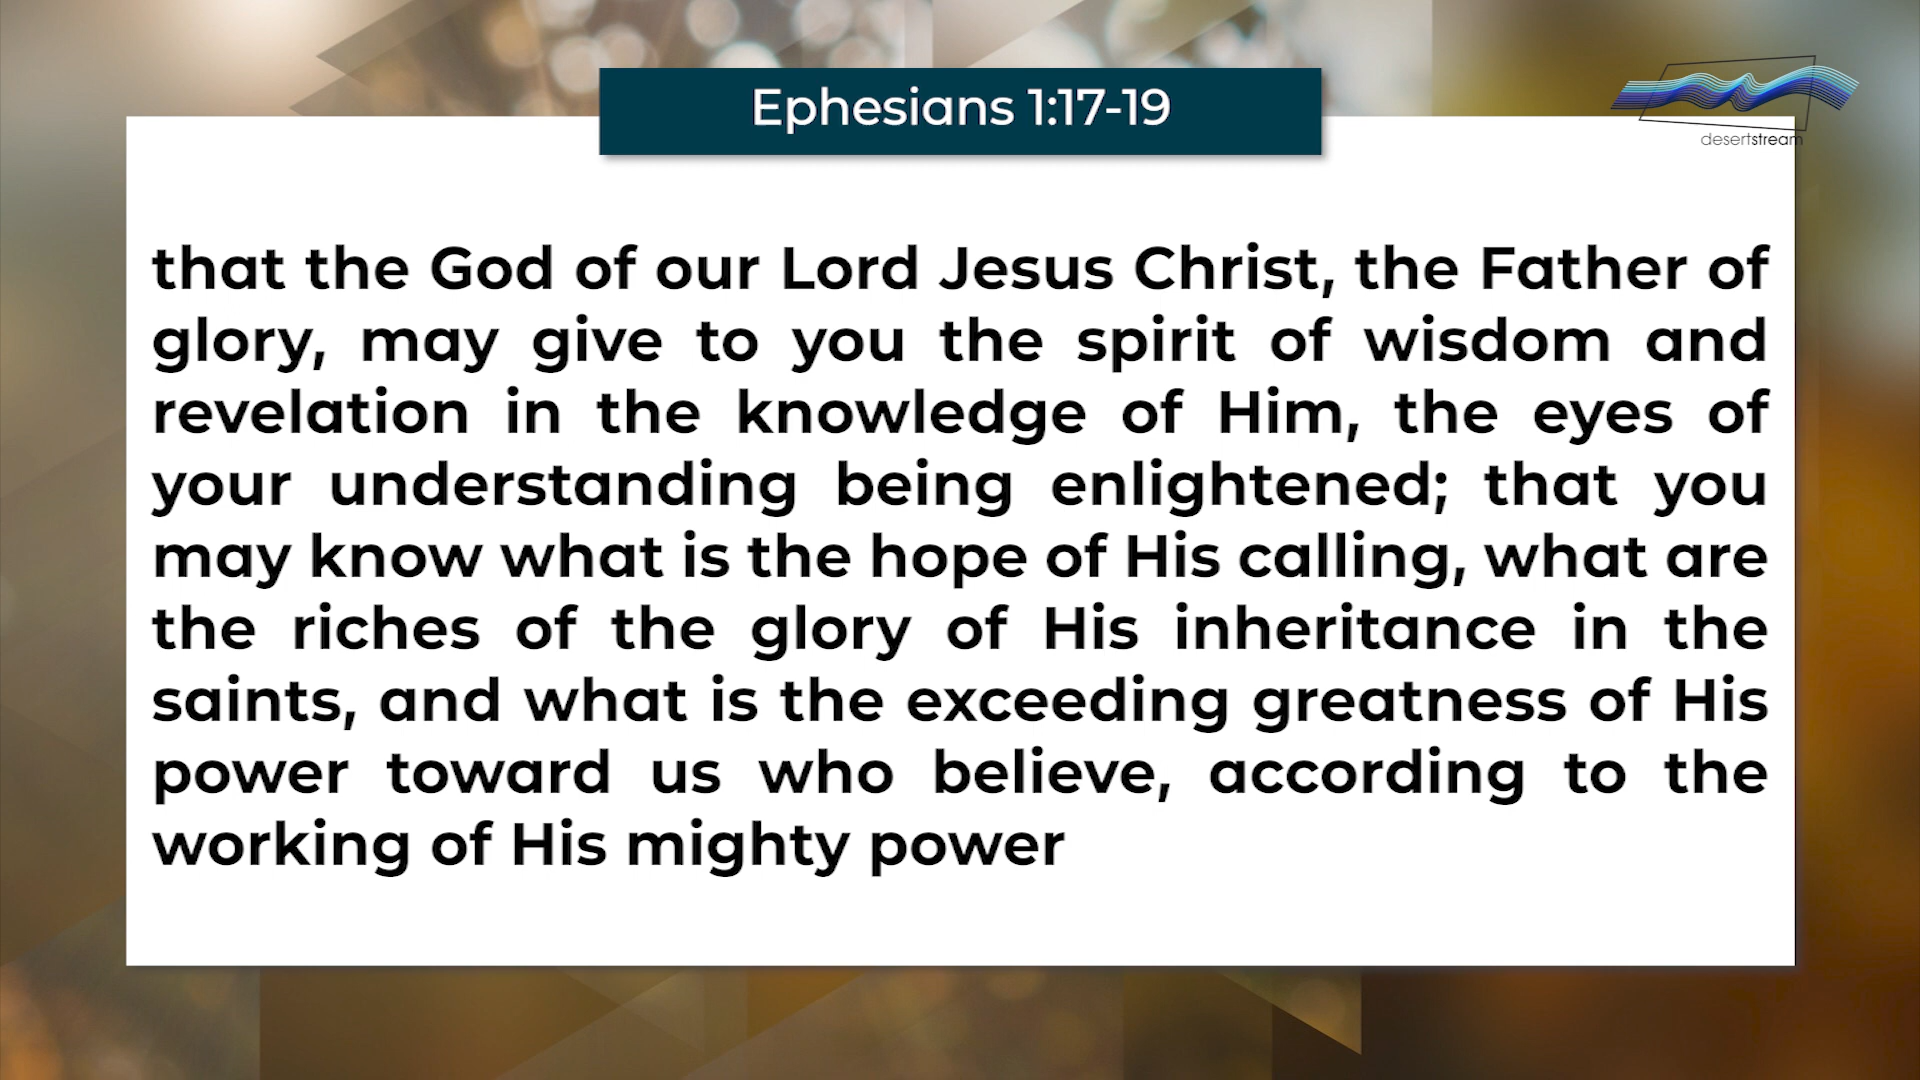 Ephesians 1:17-19
desertstream
that the God of our Lord Jesus Christ, the Father of
glory, may give to you the spirit of wisdom and
revelation in the knowledge of Him, the eyes of
your understanding being enlightened; that you
may know what is the hope of His calling, what are
the riches of the glory of His inheritance in the
saints, and what is the exceeding greatness of His
power toward us who believe, according to the
working of His mighty power